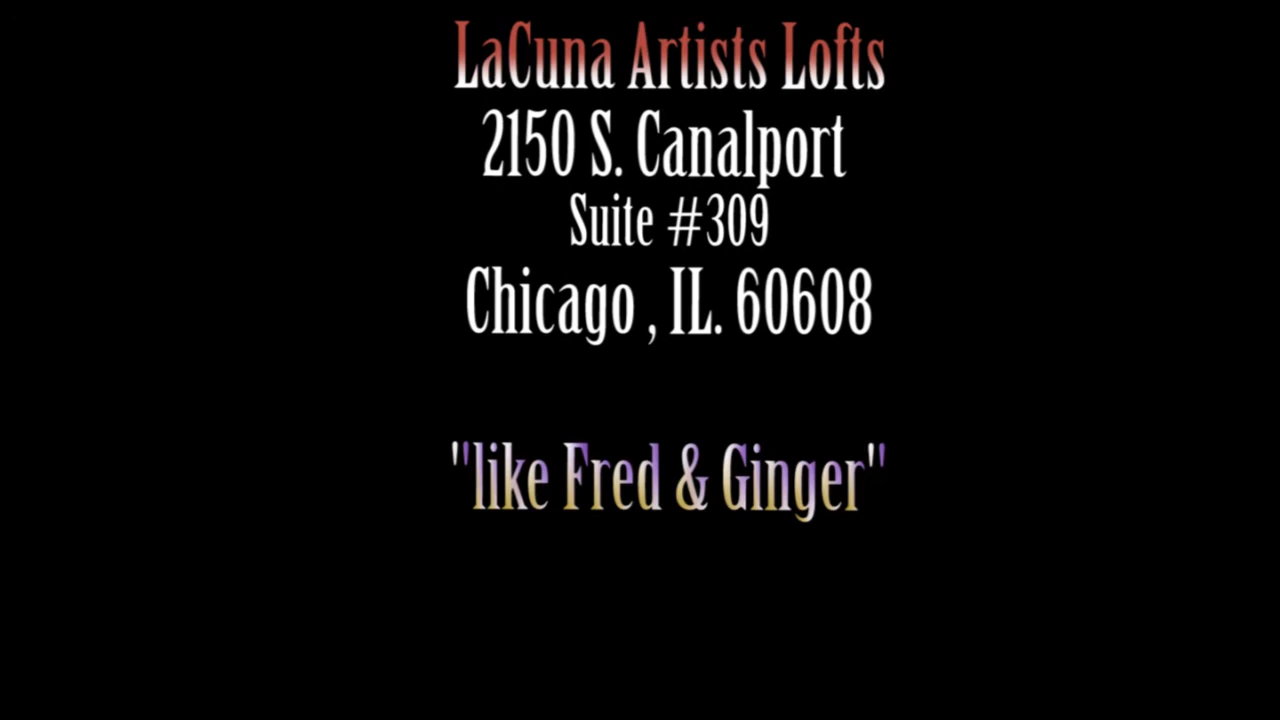 LaCuna Artists Lofts
2150 S. Canalport
Suite #309
Chicago , IL. 60608
"like Fred & Ginger"